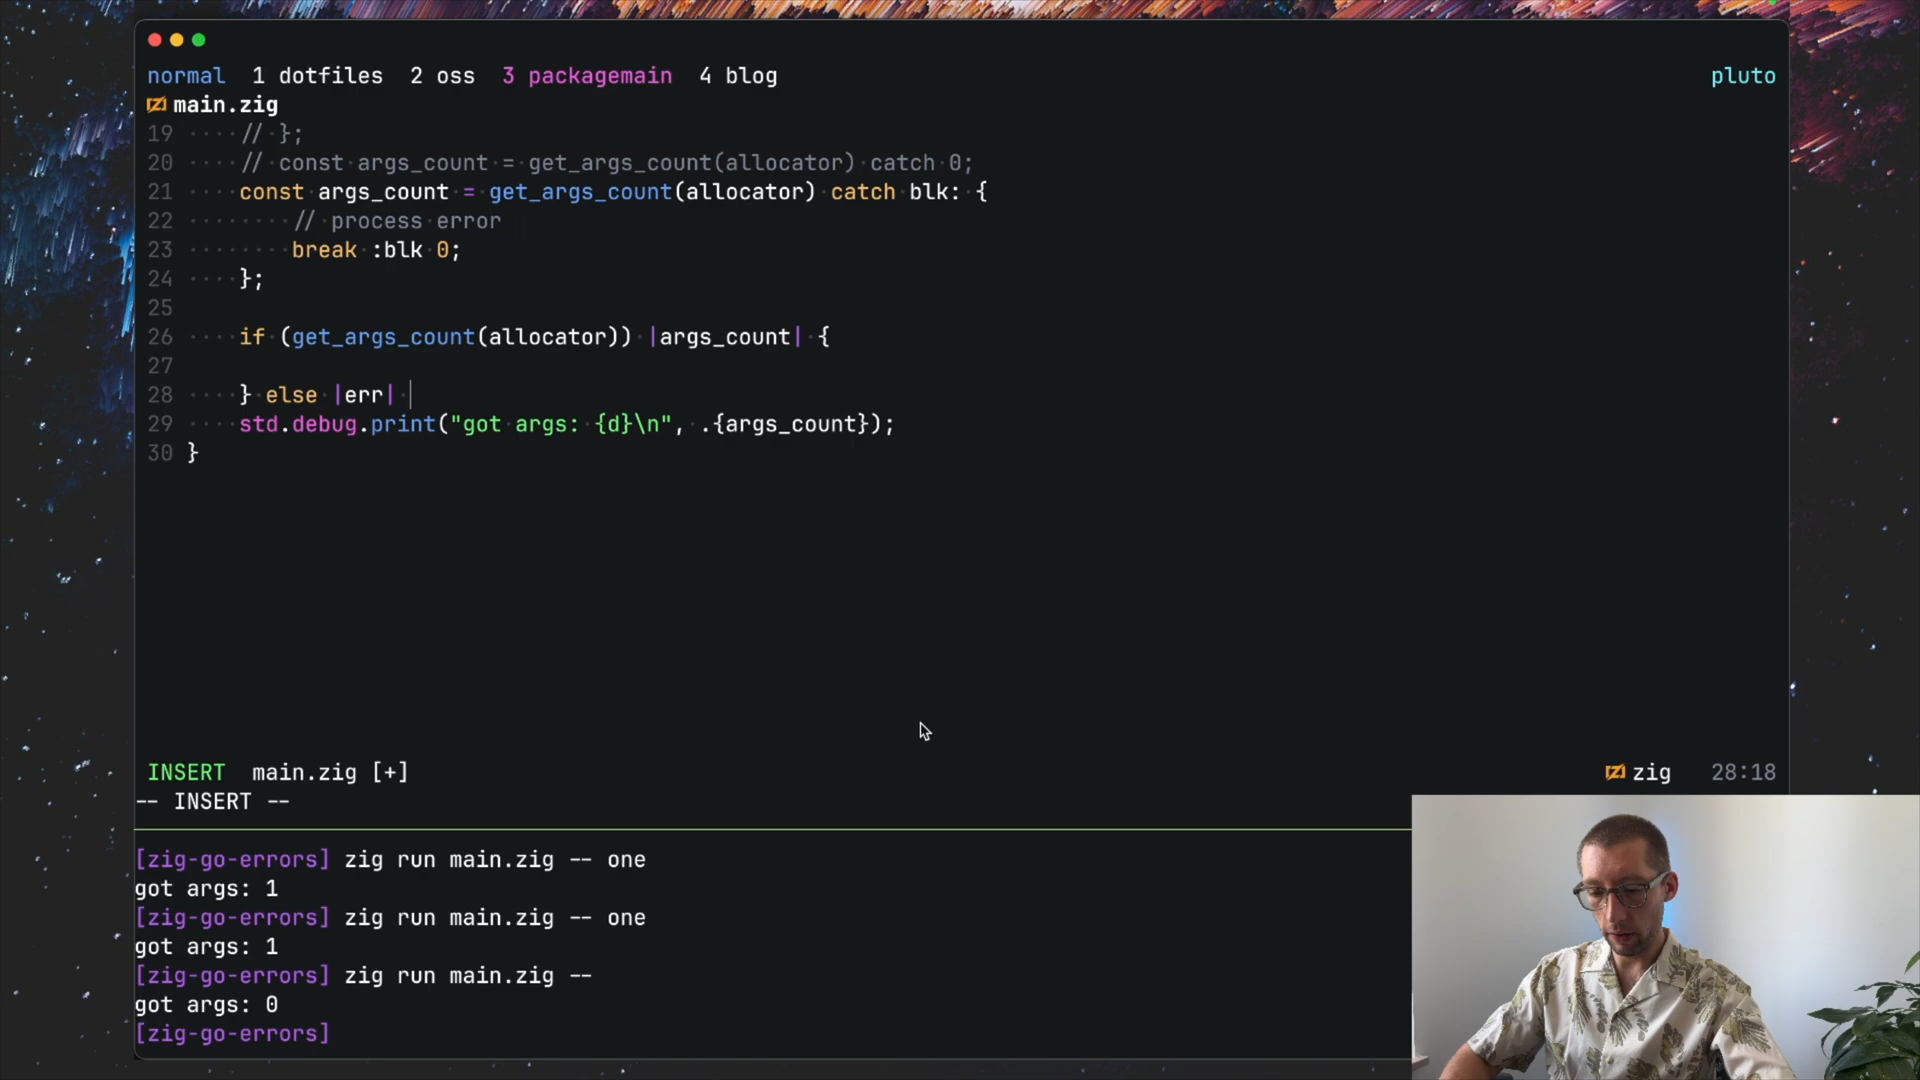 normal 1 dotfiles 2 oss 3 packagemain 4 blog pluto
main.zig
19 ····// };
20 ····// const args_count = get_args_count(allocator) catch 0;
21 ····const args_count = get_args_count(allocator) catch blk: {
22 ········// process error
23 ········break :blk 0;
24 ····};
25
26 ····if (get_args_count(allocator)) |args_count| {
27
28 ····} else |err|
29 ····std.debug.print("got args: {d}\n", .{args_count});
30 }
INSERT main.zig [+] zig 28:18
-- INSERT --
[zig-go-errors] zig run main.zig -- one
got args: 1
[zig-go-errors] zig run main.zig -- one
got args: 1
[zig-go-errors] zig run main.zig --
got args: 0
[zig-go-errors]